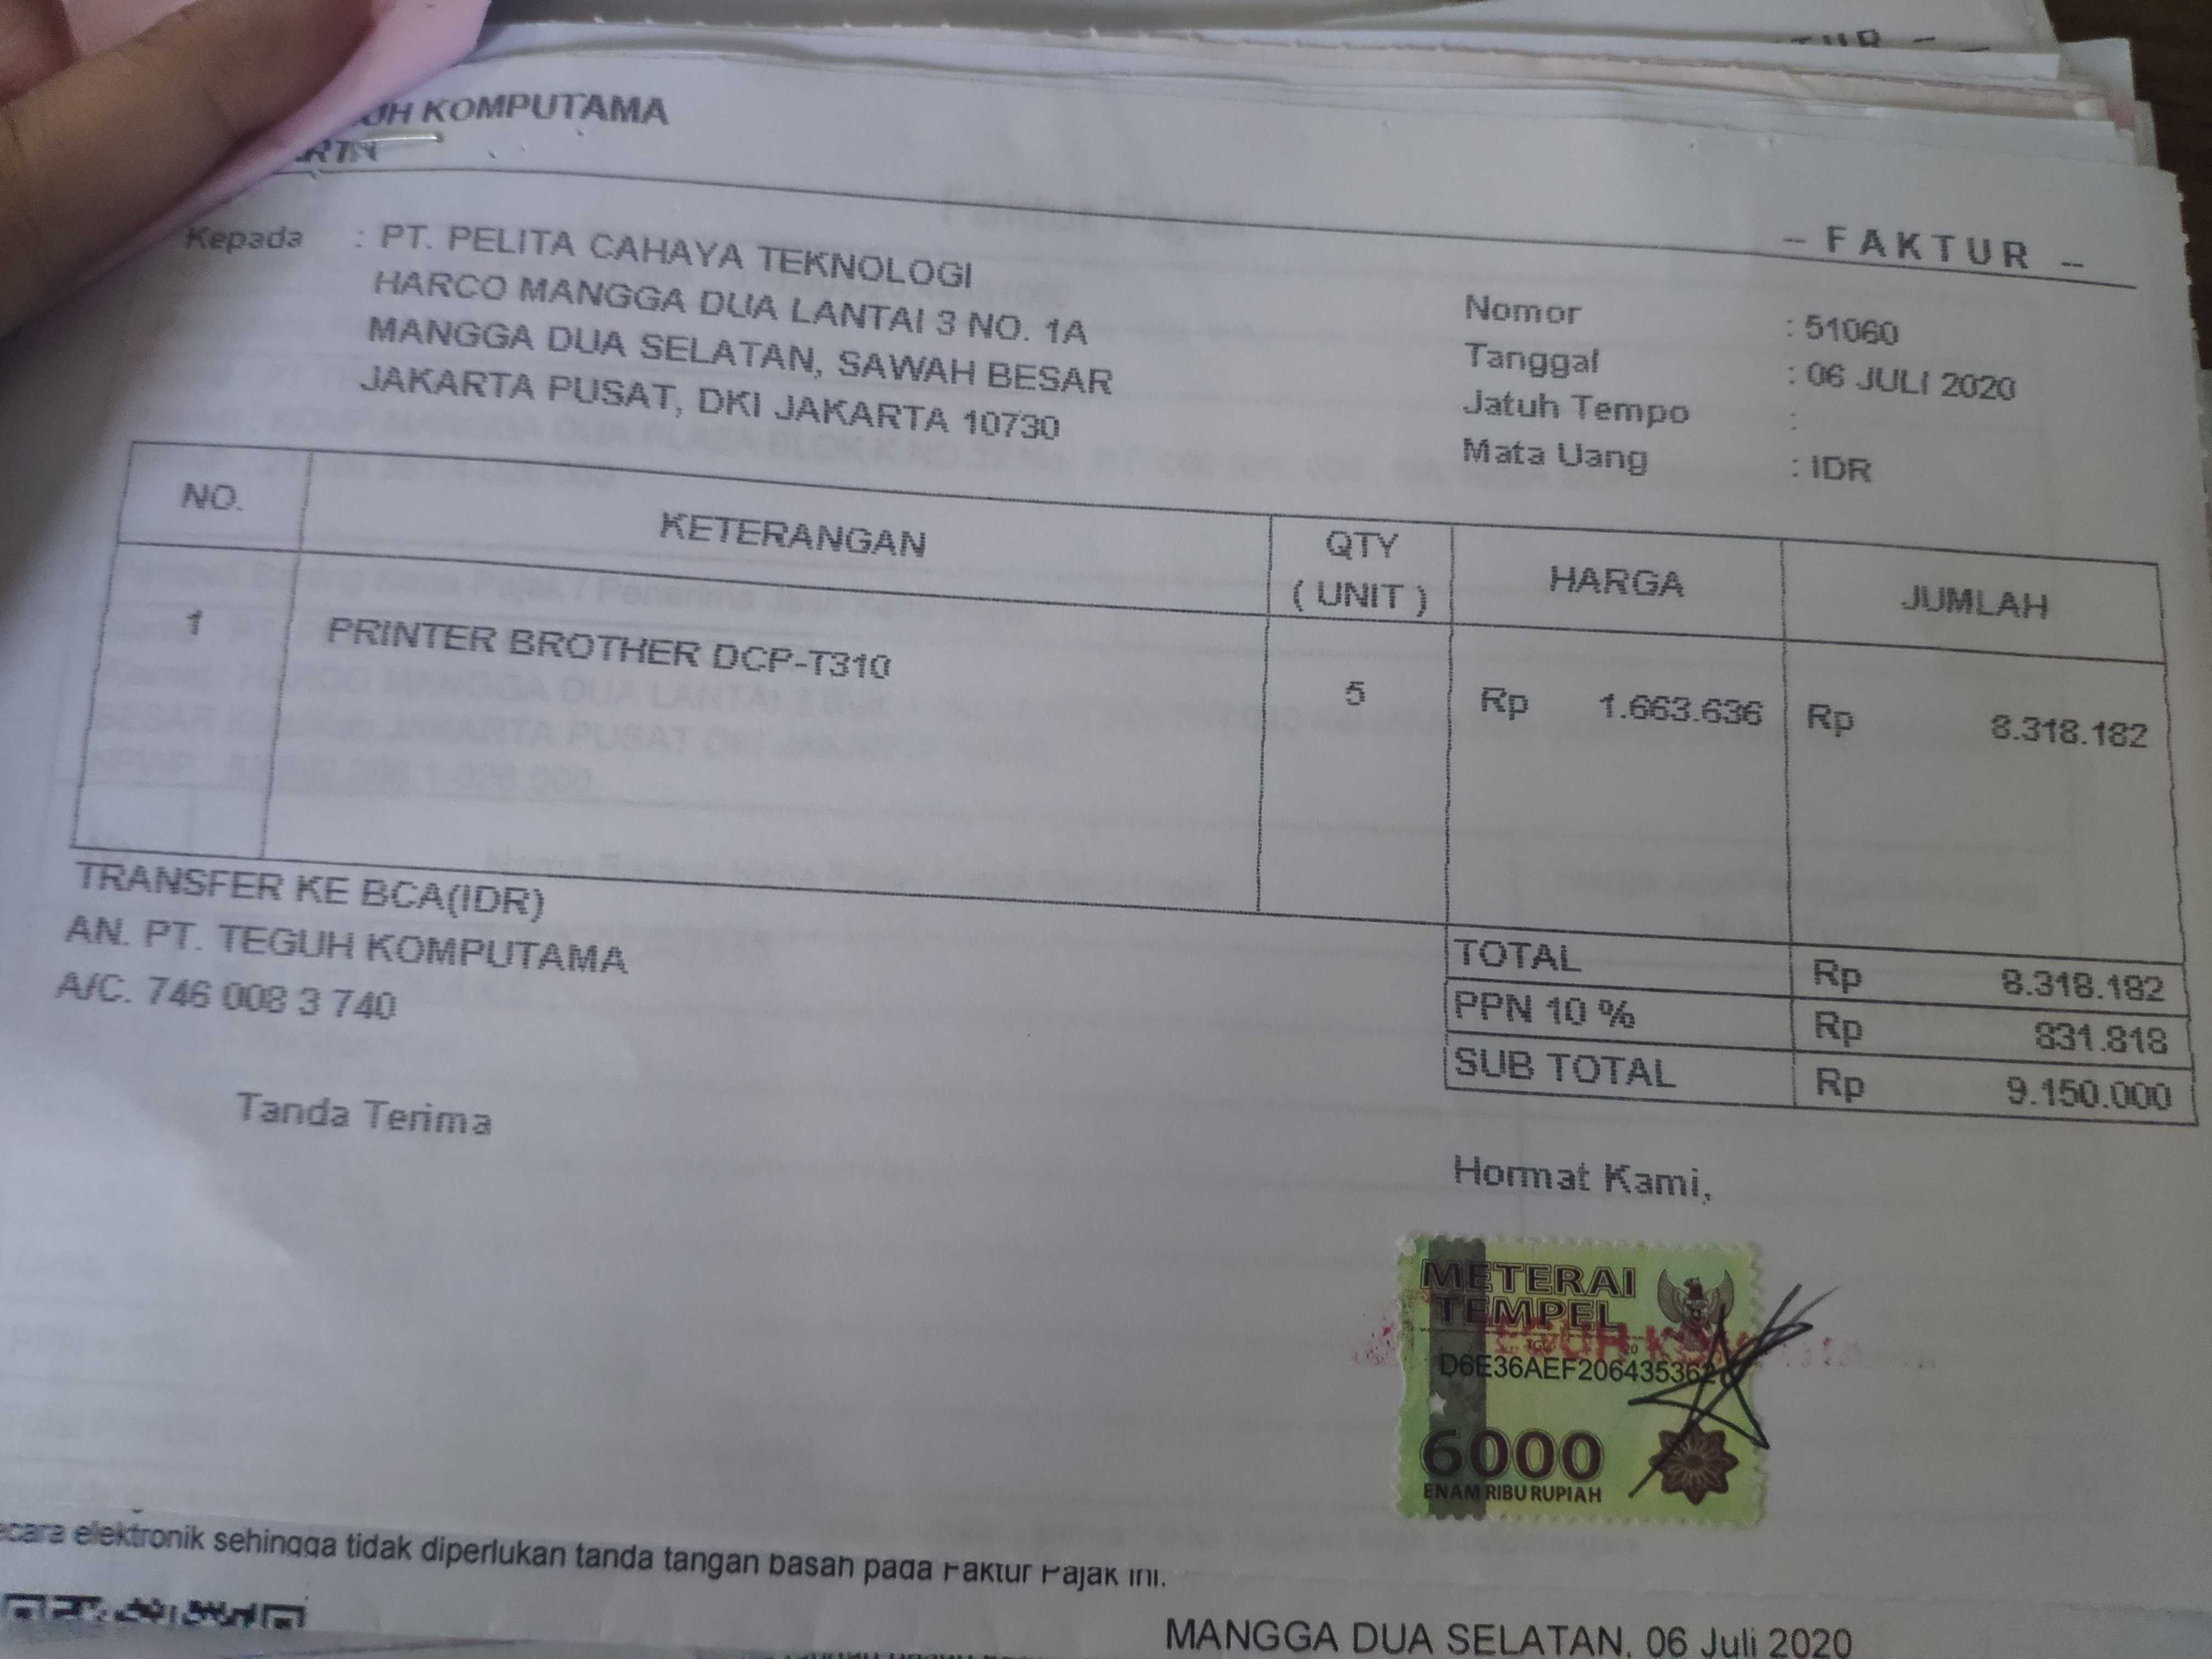 KOMPUTAMA
Kepada : PT. PELITA CAHAYA TEKNOLOGI
HARCO MANGGA DUA LANTAI 3 NO. 1A
MANGGA DUA SELATAN, SAWAH BESAR
JAKARTA PUSAT, DKI JAKARTA 10730
-- FAKTUR --
Nomor : 51060
Tanggal : 06 JULI 2020
Jatuh Tempo :
Mata Uang : IDR
NO. KETERANGAN QTY ( UNIT ) HARGA JUMLAH
1 PRINTER BROTHER DCP-T310 5 Rp 1.663.636 Rp 8.318.182
TRANSFER KE BCA(IDR)
AN. PT. TEGUH KOMPUTAMA
A/C. 746 008 3 740
TOTAL Rp 8.318.182
PPN 10 % Rp 831.818
SUB TOTAL Rp 9.150.000
Tanda Terima
Hormat Kami,
METERAI
TEMPEL
D6E36AEF206435362
6000
ENAM RIBU RUPIAH
elektronik sehingga tidak diperlukan tanda tangan basah pada Faktur Pajak ini.
MANGGA DUA SELATAN, 06 Juli 2020